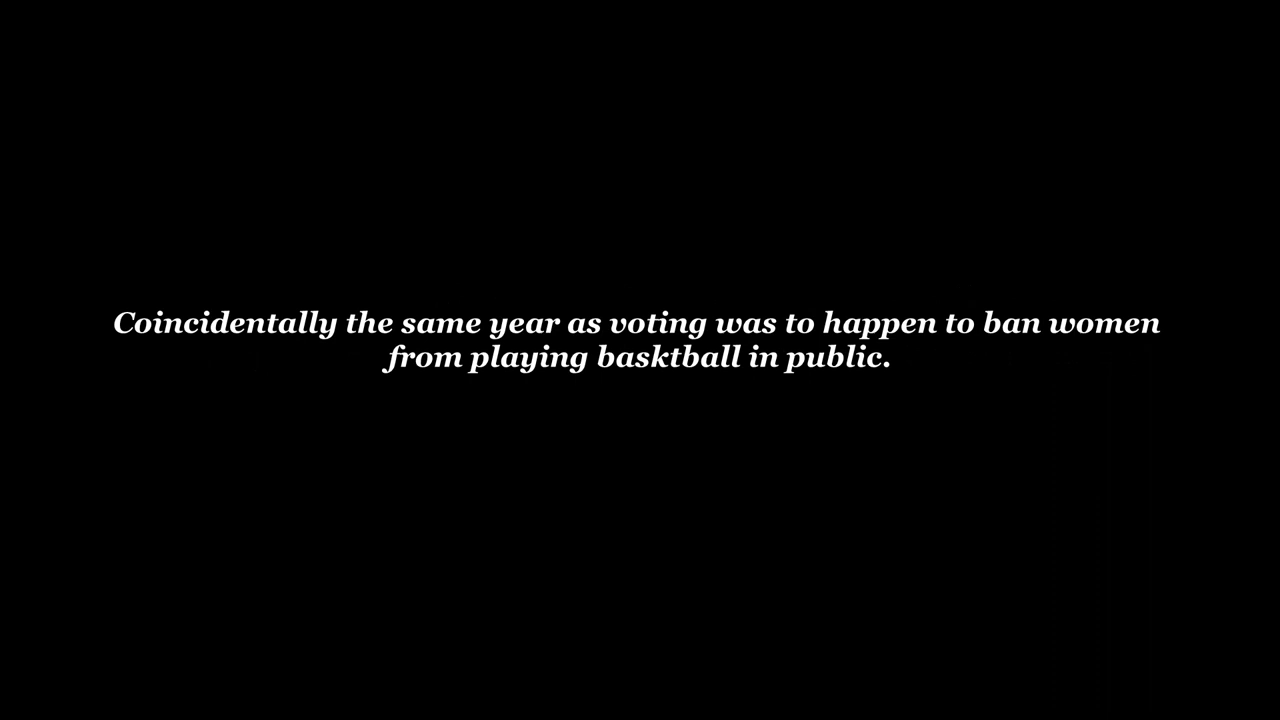 Coincidentally the same year as voting was to happen to ban women
from playing basktball in public.